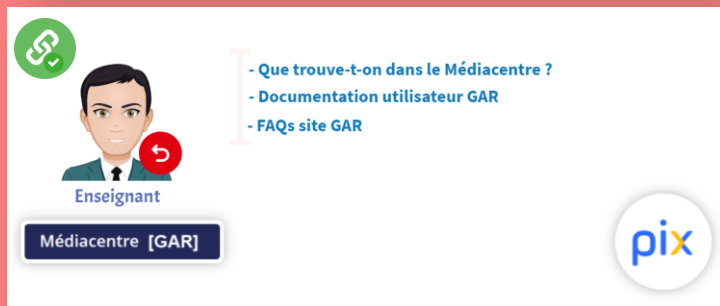 - Que trouve-t-on dans le Médiacentre ?
- Documentation utilisateur GAR
- FAQs site GAR
Enseignant
Médiacentre [GAR]
pix